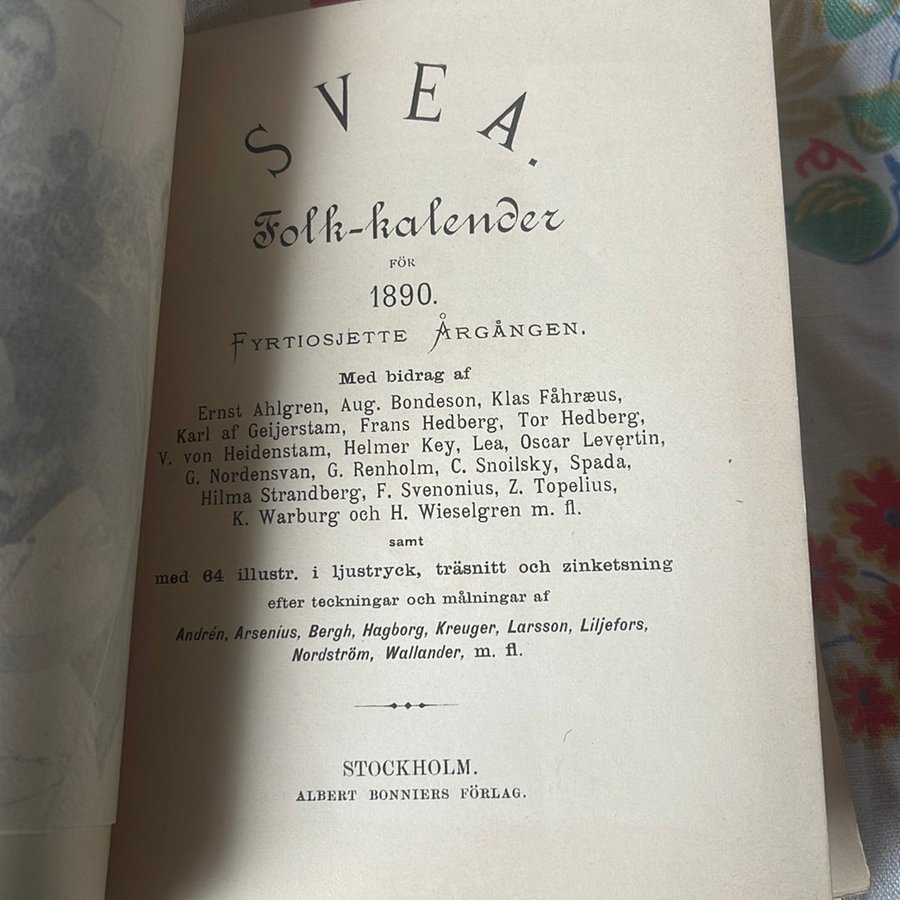 SVEA.
Folk-kalender
FÖR
1890.
FYRTIOSJETTE ÅRGÅNGEN.
Med bidrag af
Ernst Ahlgren, Aug. Bondeson, Klas Fåhræus,
Karl af Geijerstam, Frans Hedberg, Tor Hedberg,
V. von Heidenstam, Helmer Key, Lea, Oscar Levertin,
G. Nordensvan, G. Renholm, C. Snoilsky, Spada,
Hilma Strandberg, F. Svenonius, Z. Topelius,
K. Warburg och H. Wieselgren m. fl.
samt
med 64 illustr. i ljustryck, träsnitt och zinketsning
efter teckningar och målningar af
Andrén, Arsenius, Bergh, Hagborg, Kreuger, Larsson, Liljefors,
Nordström, Wallander, m. fl.
STOCKHOLM.
ALBERT BONNIERS FÖRLAG.